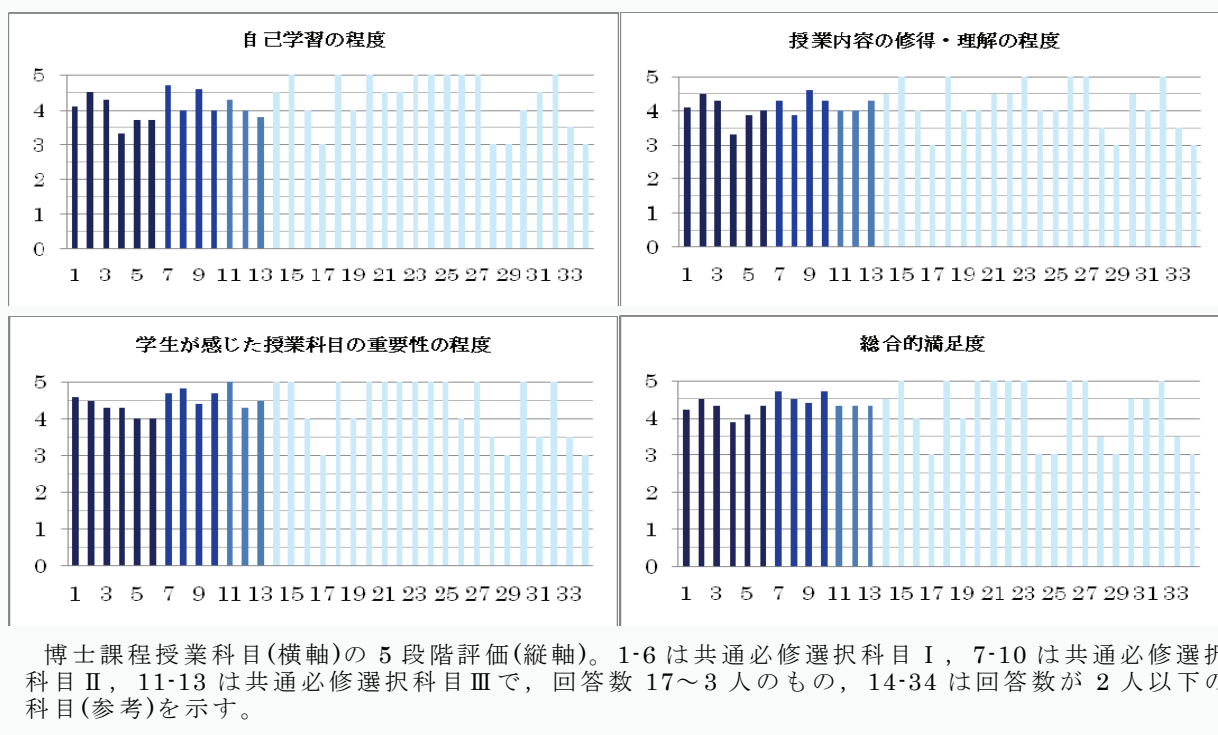 自己学習の程度
5
4
3
2
1
0
1 3 5 7 9 11 13 15 17 19 21 23 25 27 29 31 33
授業内容の修得・理解の程度
5
4
3
2
1
0
1 3 5 7 9 11 13 15 17 19 21 23 25 27 29 31 33
学生が感じた授業科目の重要性の程度
5
4
3
2
1
0
1 3 5 7 9 11 13 15 17 19 21 23 25 27 29 31 33
総合的満足度
5
4
3
2
1
0
1 3 5 7 9 11 13 15 17 19 21 23 25 27 29 31 33
博士課程授業科目(横軸)の 5 段階評価(縦軸)。1-6 は共通必修選択科目Ⅰ，7-10 は共通必修選択
科目Ⅱ，11-13 は共通必修選択科目Ⅲで，回答数 17～3 人のもの，14-34 は回答数が 2 人以下の
科目(参考)を示す。